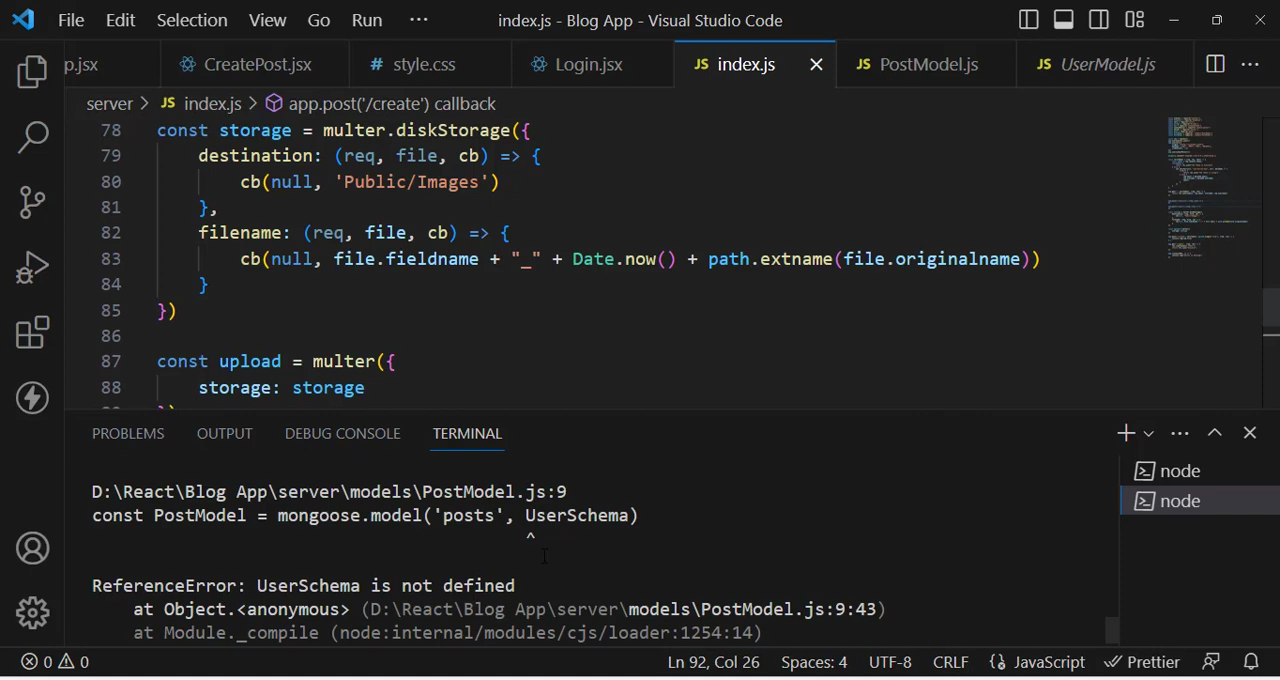 File Edit Selection View Go Run ··· index.js - Blog App - Visual Studio Code
p.jsx CreatePost.jsx # style.css Login.jsx JS index.js JS PostModel.js JS UserModel.js ···
server > JS index.js > app.post('/create') callback
78 const storage = multer.diskStorage({
79 destination: (req, file, cb) => {
80 cb(null, 'Public/Images')
81 },
82 filename: (req, file, cb) => {
83 cb(null, file.fieldname + "_" + Date.now() + path.extname(file.originalname))
84 }
85 })
86
87 const upload = multer({
88 storage: storage
PROBLEMS OUTPUT DEBUG CONSOLE TERMINAL ···
node
node
D:\React\Blog App\server\models\PostModel.js:9
const PostModel = mongoose.model('posts', UserSchema)
^
ReferenceError: UserSchema is not defined
at Object.<anonymous> (D:\React\Blog App\server\models\PostModel.js:9:43)
at Module._compile (node:internal/modules/cjs/loader:1254:14)
0 0 Ln 92, Col 26 Spaces: 4 UTF-8 CRLF {} JavaScript Prettier